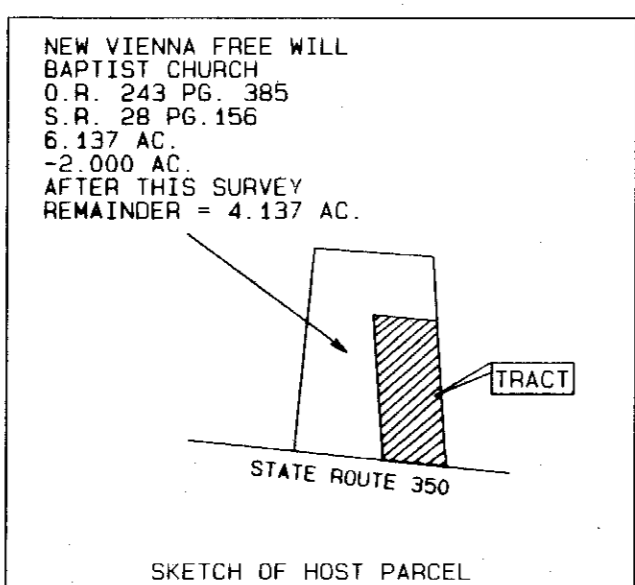 NEW VIENNA FREE WILL
BAPTIST CHURCH
O.R. 243 PG. 385
S.R. 28 PG.156
6.137 AC.
-2.000 AC.
AFTER THIS SURVEY
REMAINDER = 4.137 AC.
TRACT
STATE ROUTE 350
SKETCH OF HOST PARCEL